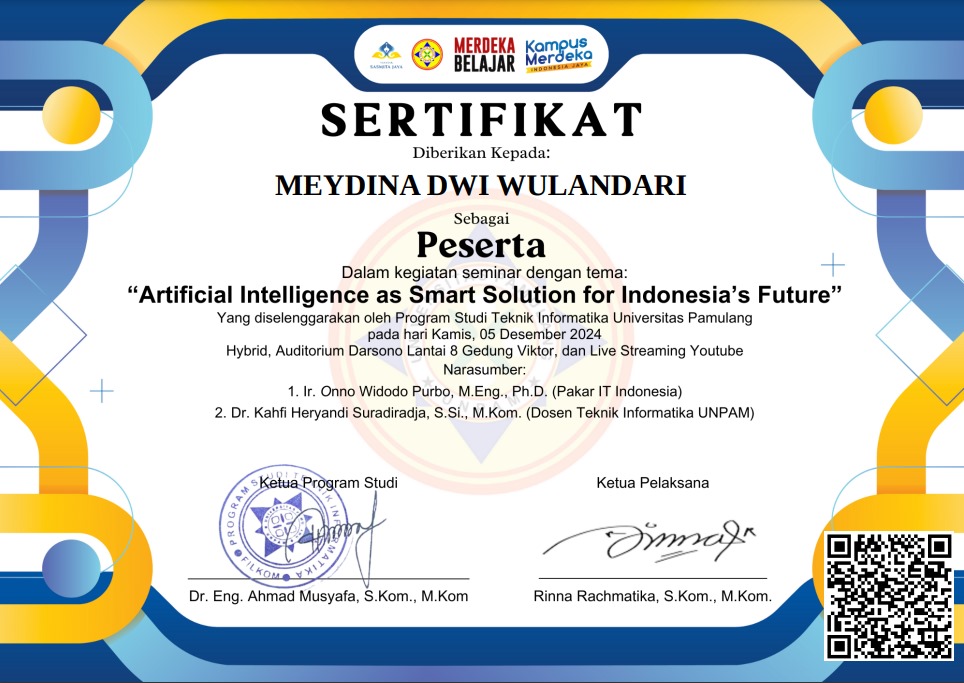 SASMITA JAYA
MERDEKA
BELAJAR
Kampus
Merdeka
INDONESIA JAYA
SERTIFIKAT
Diberikan Kepada:
MEYDINA DWI WULANDARI
Sebagai
Peserta
Dalam kegiatan seminar dengan tema:
“Artificial Intelligence as Smart Solution for Indonesia’s Future”
Yang diselenggarakan oleh Program Studi Teknik Informatika Universitas Pamulang
pada hari Kamis, 05 Desember 2024
Hybrid, Auditorium Darsono Lantai 8 Gedung Viktor, dan Live Streaming Youtube
Narasumber:
1. Ir. Onno Widodo Purbo, M.Eng., Ph.D. (Pakar IT Indonesia)
2. Dr. Kahfi Heryandi Suradiradja, S.Si., M.Kom. (Dosen Teknik Informatika UNPAM)
UNPAM
Ketua Program Studi
Ketua Pelaksana
PROGRAM STUDI TEKNIK INFORMATIKA
FILKOM
Dr. Eng. Ahmad Musyafa, S.Kom., M.Kom
Rinna Rachmatika, S.Kom., M.Kom.